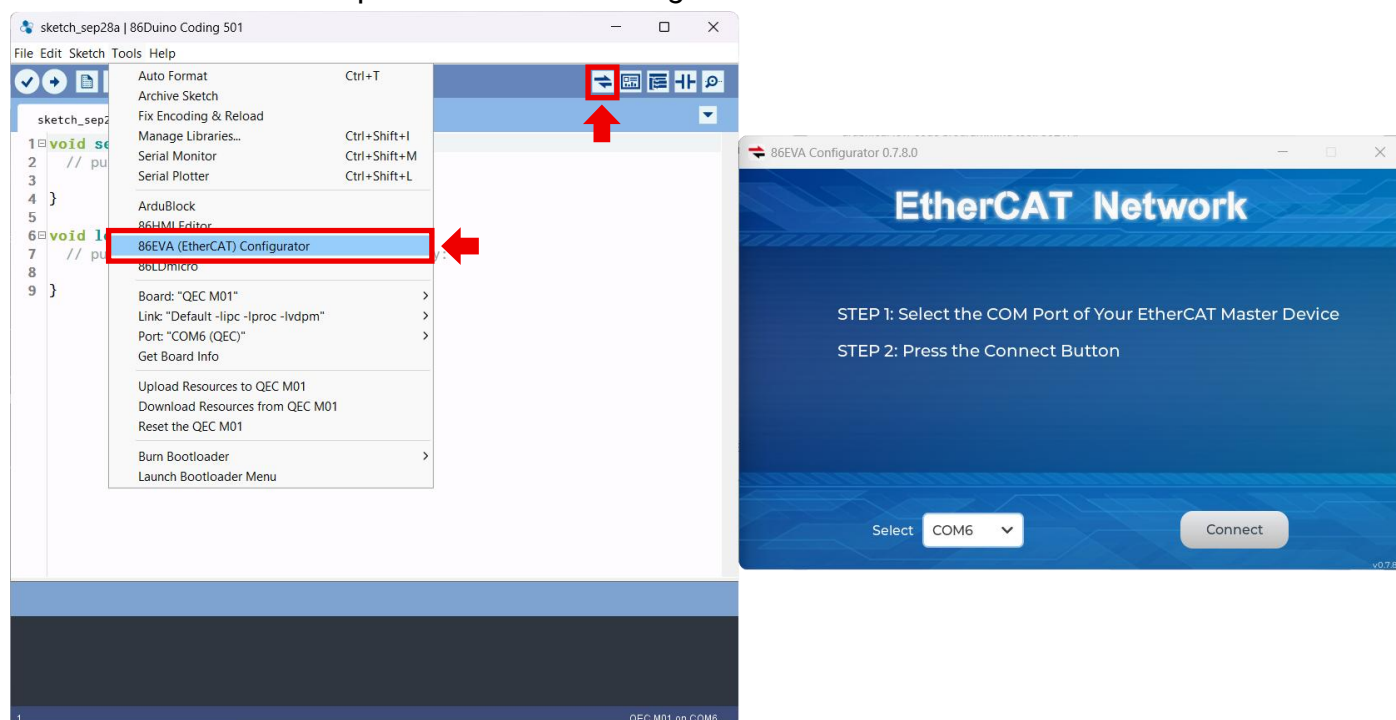 sketch_sep28a | 86Duino Coding 501
File Edit Sketch Tools Help
Auto Format Ctrl+T
Archive Sketch
Fix Encoding & Reload
Manage Libraries... Ctrl+Shift+I
Serial Monitor Ctrl+Shift+M
Serial Plotter Ctrl+Shift+L
ArduBlock
86HMI Editor
86EVA (EtherCAT) Configurator
86LDmicro
Board: "QEC M01"
Link: "Default -lipc -lproc -lvdpm"
Port: "COM6 (QEC)"
Get Board Info
Upload Resources to QEC M01
Download Resources from QEC M01
Reset the QEC M01
Burn Bootloader
Launch Bootloader Menu
sketch_sep2
1 void se
2 // pu
3
4 }
5
6 void lo
7 // pu y:
8
9 }
1 QEC M01 on COM6
86EVA Configurator 0.7.8.0
EtherCAT Network
STEP 1: Select the COM Port of Your EtherCAT Master Device
STEP 2: Press the Connect Button
Select COM6 Connect
v0.7.8